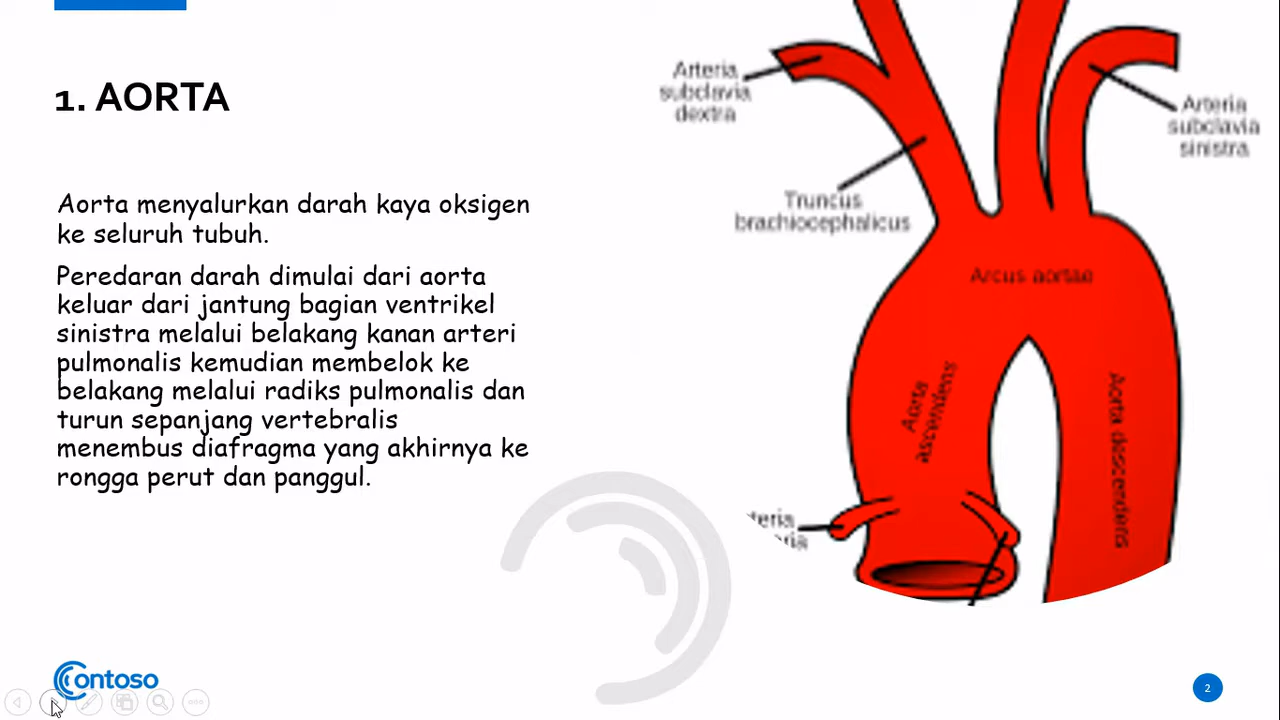 1. AORTA
Aorta menyalurkan darah kaya oksigen
ke seluruh tubuh.
Peredaran darah dimulai dari aorta
keluar dari jantung bagian ventrikel
sinistra melalui belakang kanan arteri
pulmonalis kemudian membelok ke
belakang melalui radiks pulmonalis dan
turun sepanjang vertebralis
menembus diafragma yang akhirnya ke
rongga perut dan panggul.
Arteria
subclavia
dextra
Arteria
subclavia
sinistra
Truncus
brachiocephalicus
Arcus aortae
Aorta
ascendens
Aorta descendens
Contoso
2